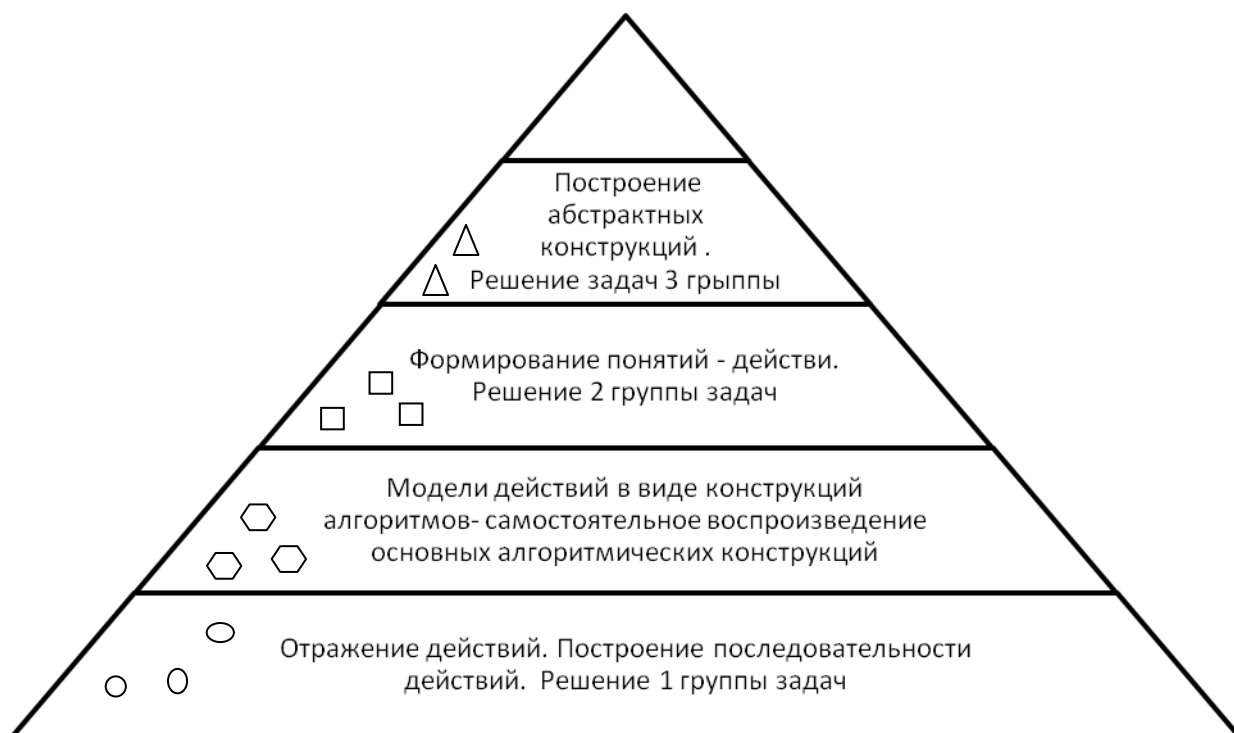 Построение
абстрактных
конструкций .
Решение задач 3 грыппы
Формирование понятий - действи.
Решение 2 группы задач
Модели действий в виде конструкций
алгоритмов- самостоятельное воспроизведение
основных алгоритмических конструкций
Отражение действий. Построение последовательности
действий. Решение 1 группы задач